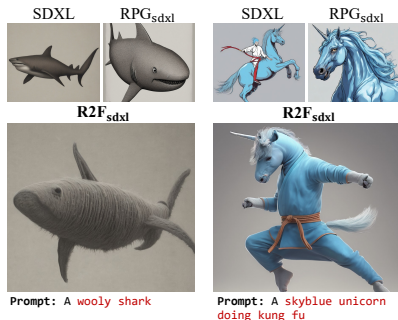 SDXL RPGsdxl SDXL RPGsdxl
R2Fsdxl R2Fsdxl
Prompt: A wooly shark
Prompt: A skyblue unicorn
doing kung fu